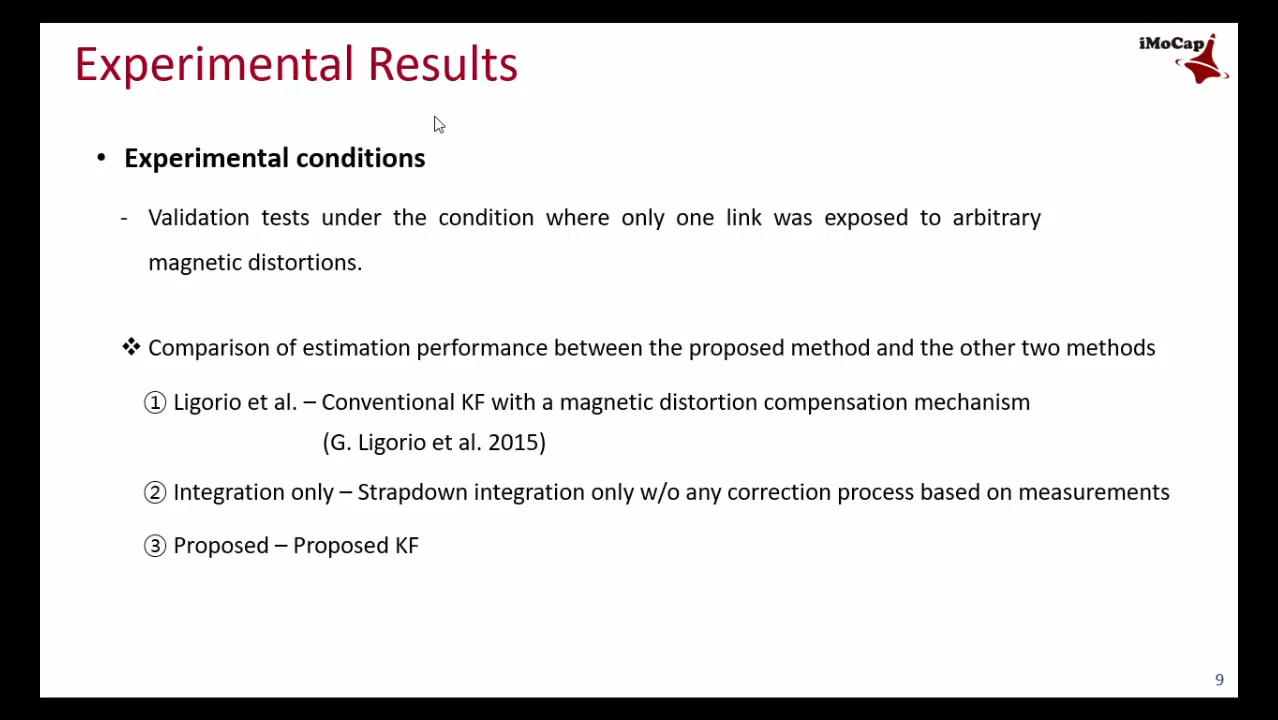 Experimental Results
iMoCap
• Experimental conditions
- Validation tests under the condition where only one link was exposed to arbitrary
magnetic distortions.
❖ Comparison of estimation performance between the proposed method and the other two methods
① Ligorio et al. – Conventional KF with a magnetic distortion compensation mechanism
(G. Ligorio et al. 2015)
② Integration only – Strapdown integration only w/o any correction process based on measurements
③ Proposed – Proposed KF
9